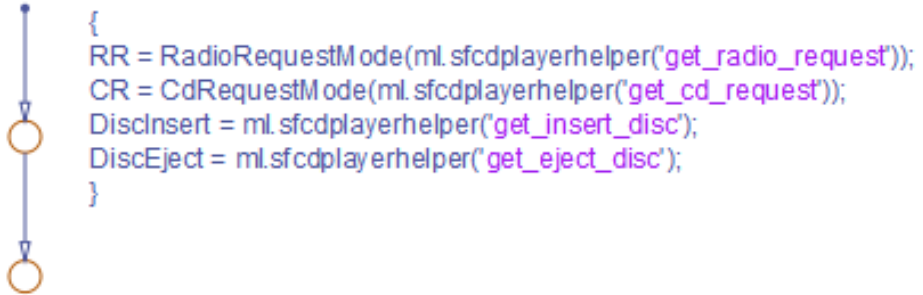 {
RR = RadioRequestMode(ml.sfcdplayerhelper('get_radio_request'));
CR = CdRequestMode(ml.sfcdplayerhelper('get_cd_request'));
DiscInsert = ml.sfcdplayerhelper('get_insert_disc');
DiscEject = ml.sfcdplayerhelper('get_eject_disc');
}